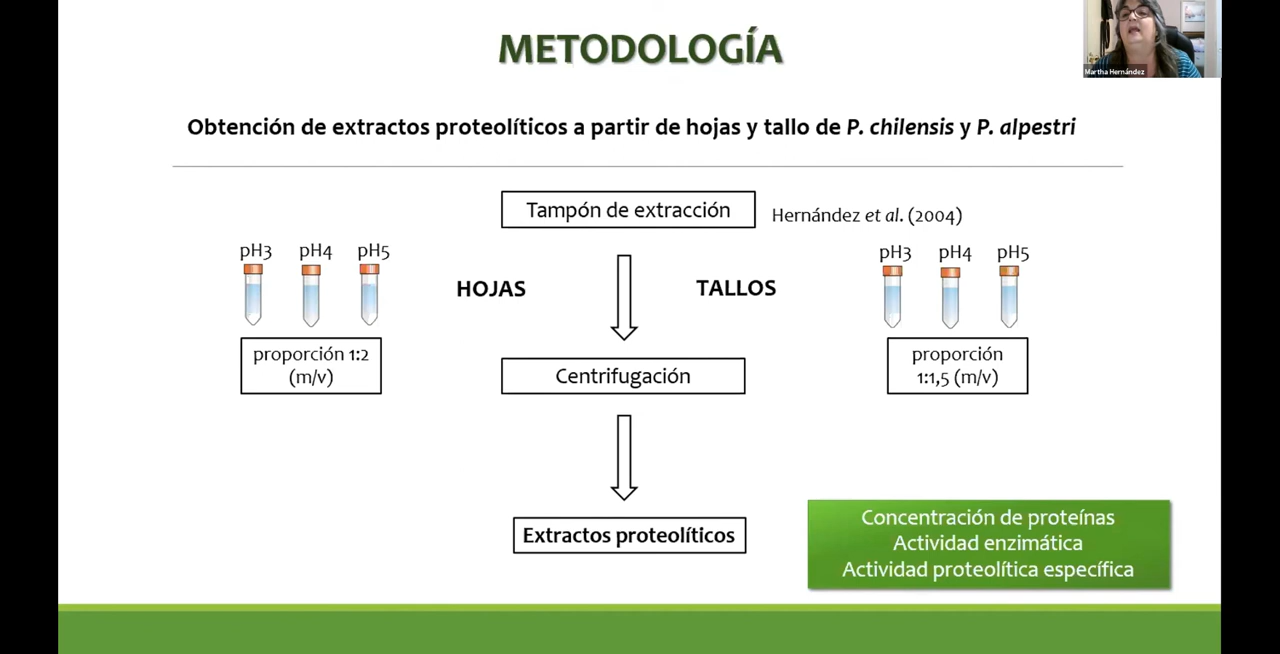 METODOLOGÍA
Martha Hernández
Obtención de extractos proteolíticos a partir de hojas y tallo de P. chilensis y P. alpestri
Tampón de extracción
Hernández et al. (2004)
pH3 pH4 pH5
pH3 pH4 pH5
HOJAS
TALLOS
proporción 1:2
(m/v)
Centrifugación
proporción
1:1,5 (m/v)
Extractos proteolíticos
Concentración de proteínas
Actividad enzimática
Actividad proteolítica específica